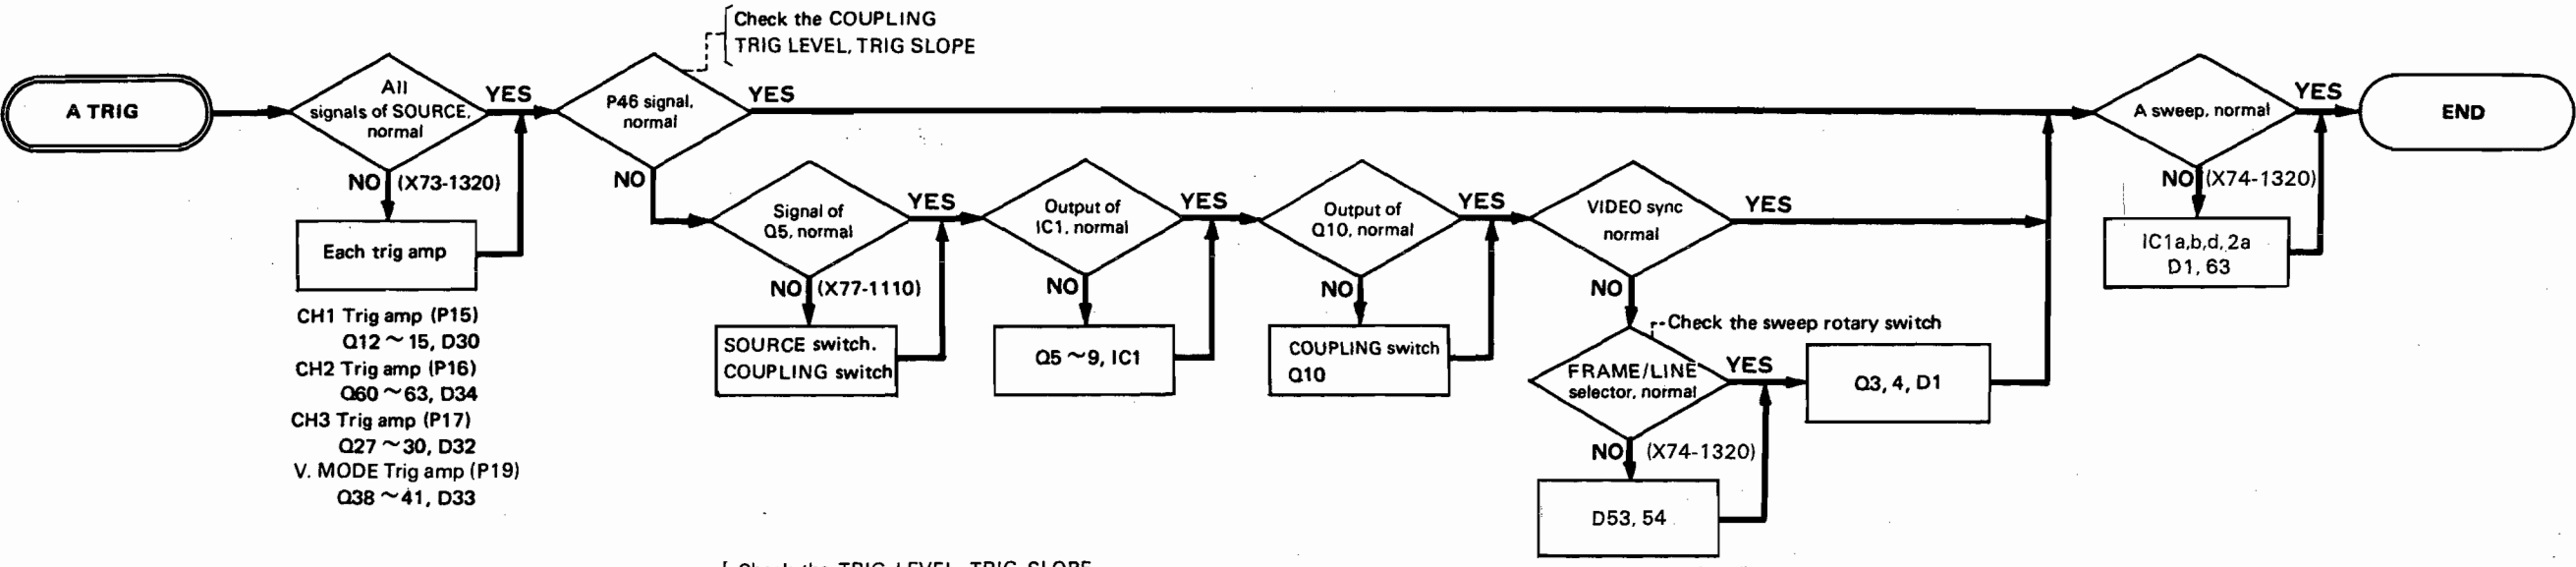 Check the COUPLING
TRIG LEVEL, TRIG SLOPE
A TRIG
All
signals of SOURCE,
normal
YES
NO
(X73-1320)
Each trig amp
CH1 Trig amp (P15)
Q12 ~ 15, D30
CH2 Trig amp (P16)
Q60 ~ 63, D34
CH3 Trig amp (P17)
Q27 ~ 30, D32
V. MODE Trig amp (P19)
Q38 ~ 41, D33
P46 signal,
normal
YES
NO
Signal of
Q5, normal
YES
NO
(X77-1110)
SOURCE switch.
COUPLING switch
Output of
IC1, normal
YES
NO
Q5 ~ 9, IC1
Output of
Q10, normal
YES
NO
COUPLING switch
Q10
VIDEO sync
normal
YES
NO
Check the sweep rotary switch
FRAME/LINE
selector, normal
YES
NO
(X74-1320)
D53, 54
Q3, 4, D1
A sweep, normal
YES
NO
(X74-1320)
IC1a,b,d, 2a
D1, 63
END
Check the TRIG LEVEL, TRIG SLOPE